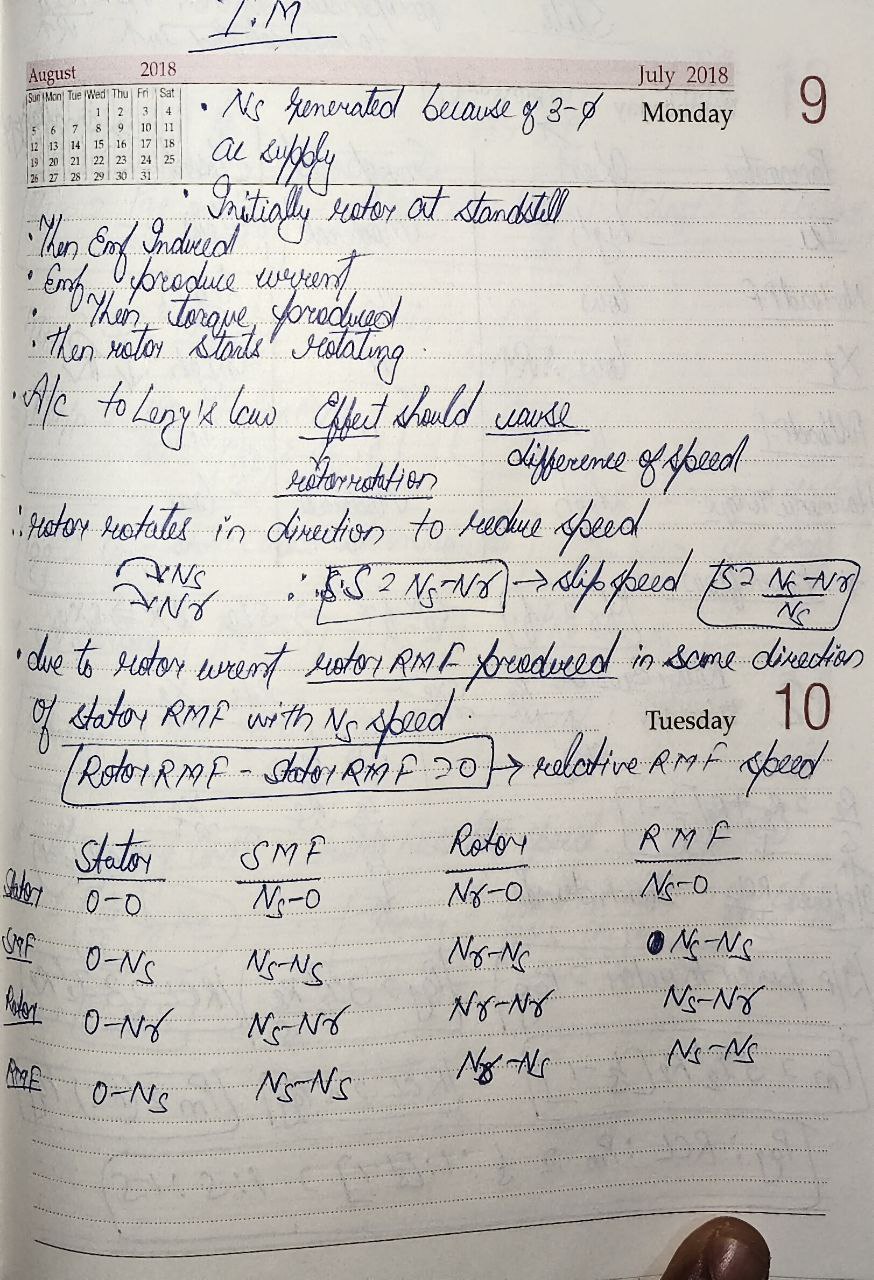 I.M
August 2018 July 2018
Sun Mon Tue Wed Thu Fri Sat
1 2 3 4
5 6 7 8 9 10 11
12 13 14 15 16 17 18
19 20 21 22 23 24 25
26 27 28 29 30 31
Monday 9
• Ns generated because of 3-φ
ac supply
• Initially rotor at standstill
• Then Emf Induced
• Emf produce current
• Then torque produced
• then rotor starts rotating.
• A/c to Lenz's law Effect should cause
rotor rotation difference of speed
∴ rotor rotates in direction to reduce speed
Ns
Nr
∴ S = Ns-Nr → slip speed S = Ns-Nr
Ns
• due to rotor current rotor RMF produced in same direction
of stator RMF with Ns speed.
Tuesday 10
Rotor RMF - Stator RMF = 0 → relative RMF speed
Stator SMF Rotor RMF
Stator 0-0 Ns-0 Nr-0 Ns-0
SMF 0-Ns Ns-Ns Nr-Ns Ns-Ns
Rotor 0-Nr Ns-Nr Nr-Nr Ns-Nr
RMF 0-Ns Ns-Ns Nr-Ns Ns-Ns